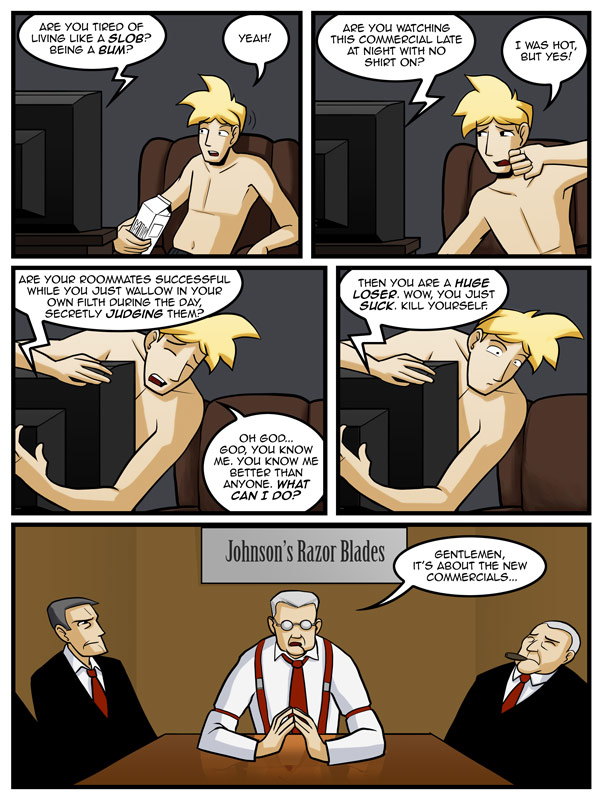 ARE YOU TIRED OF
LIVING LIKE A SLOB?
BEING A BUM?
YEAH!
ARE YOU WATCHING
THIS COMMERCIAL LATE
AT NIGHT WITH NO
SHIRT ON?
I WAS HOT,
BUT YES!
ARE YOUR ROOMMATES SUCCESSFUL
WHILE YOU JUST WALLOW IN YOUR
OWN FILTH DURING THE DAY,
SECRETLY JUDGING THEM?
OH GOD...
GOD, YOU KNOW
ME. YOU KNOW ME
BETTER THAN
ANYONE. WHAT
CAN I DO?
THEN YOU ARE A HUGE
LOSER. WOW, YOU JUST
SUCK. KILL YOURSELF.
Johnson's Razor Blades
GENTLEMEN,
IT'S ABOUT THE NEW
COMMERCIALS...